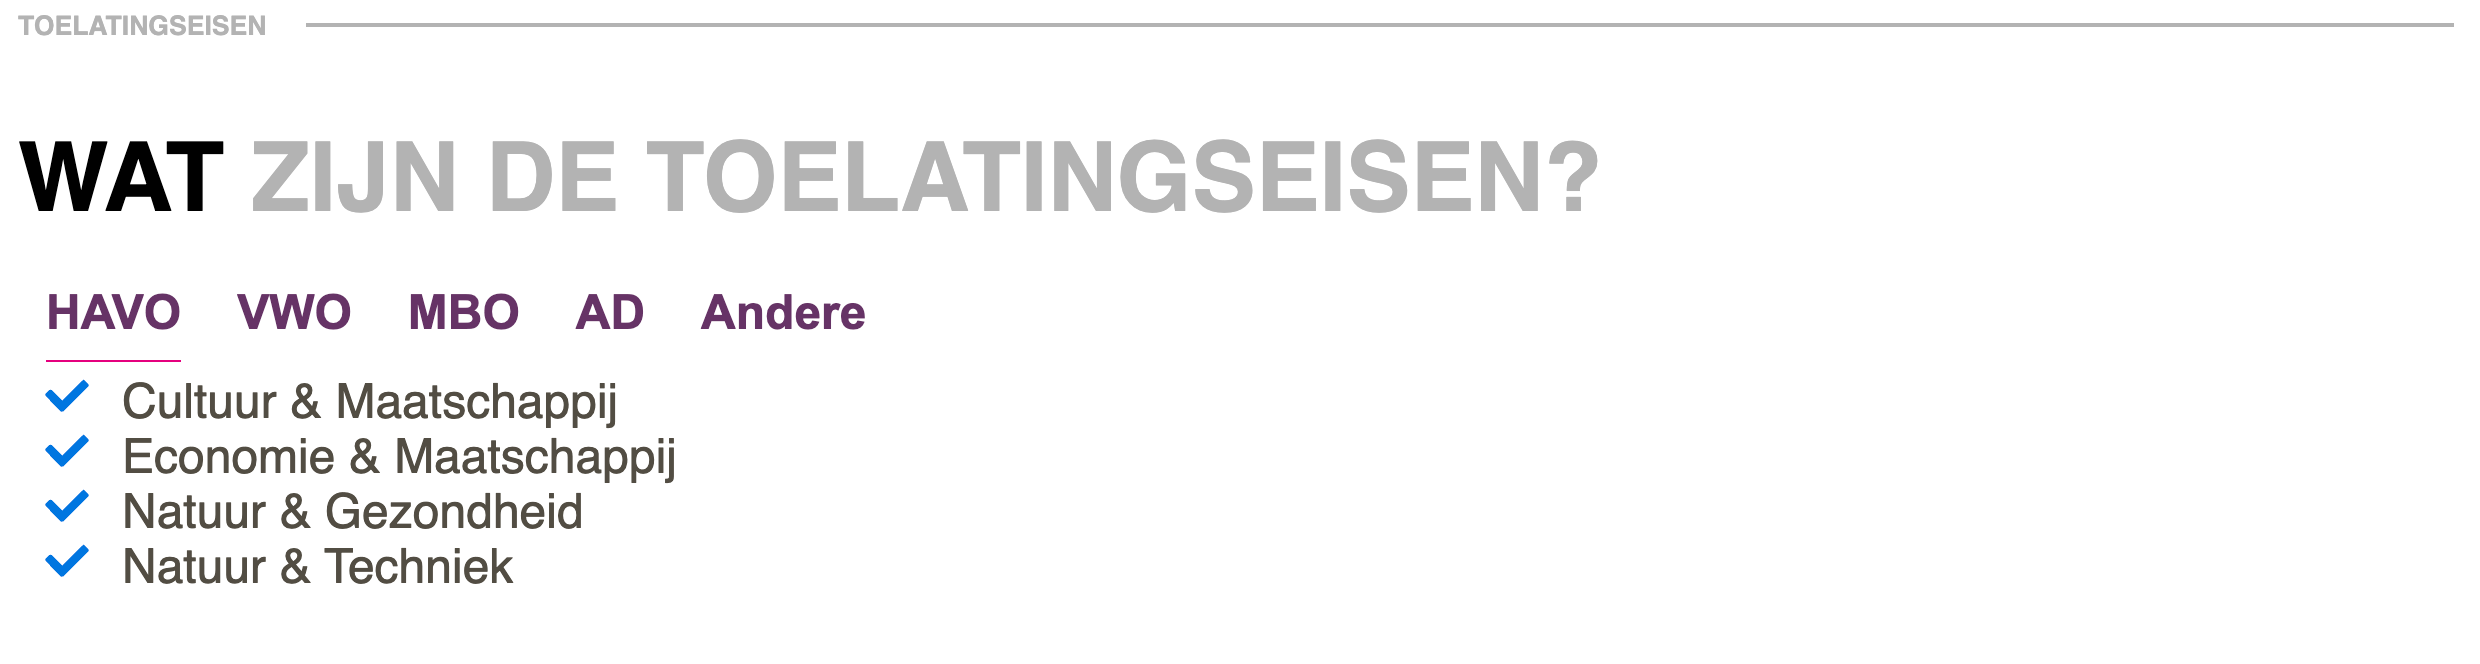 TOELATINGSEISEN
WAT ZIJN DE TOELATINGSEISEN?
HAVO VWO MBO AD Andere
Cultuur & Maatschappij
Economie & Maatschappij
Natuur & Gezondheid
Natuur & Techniek